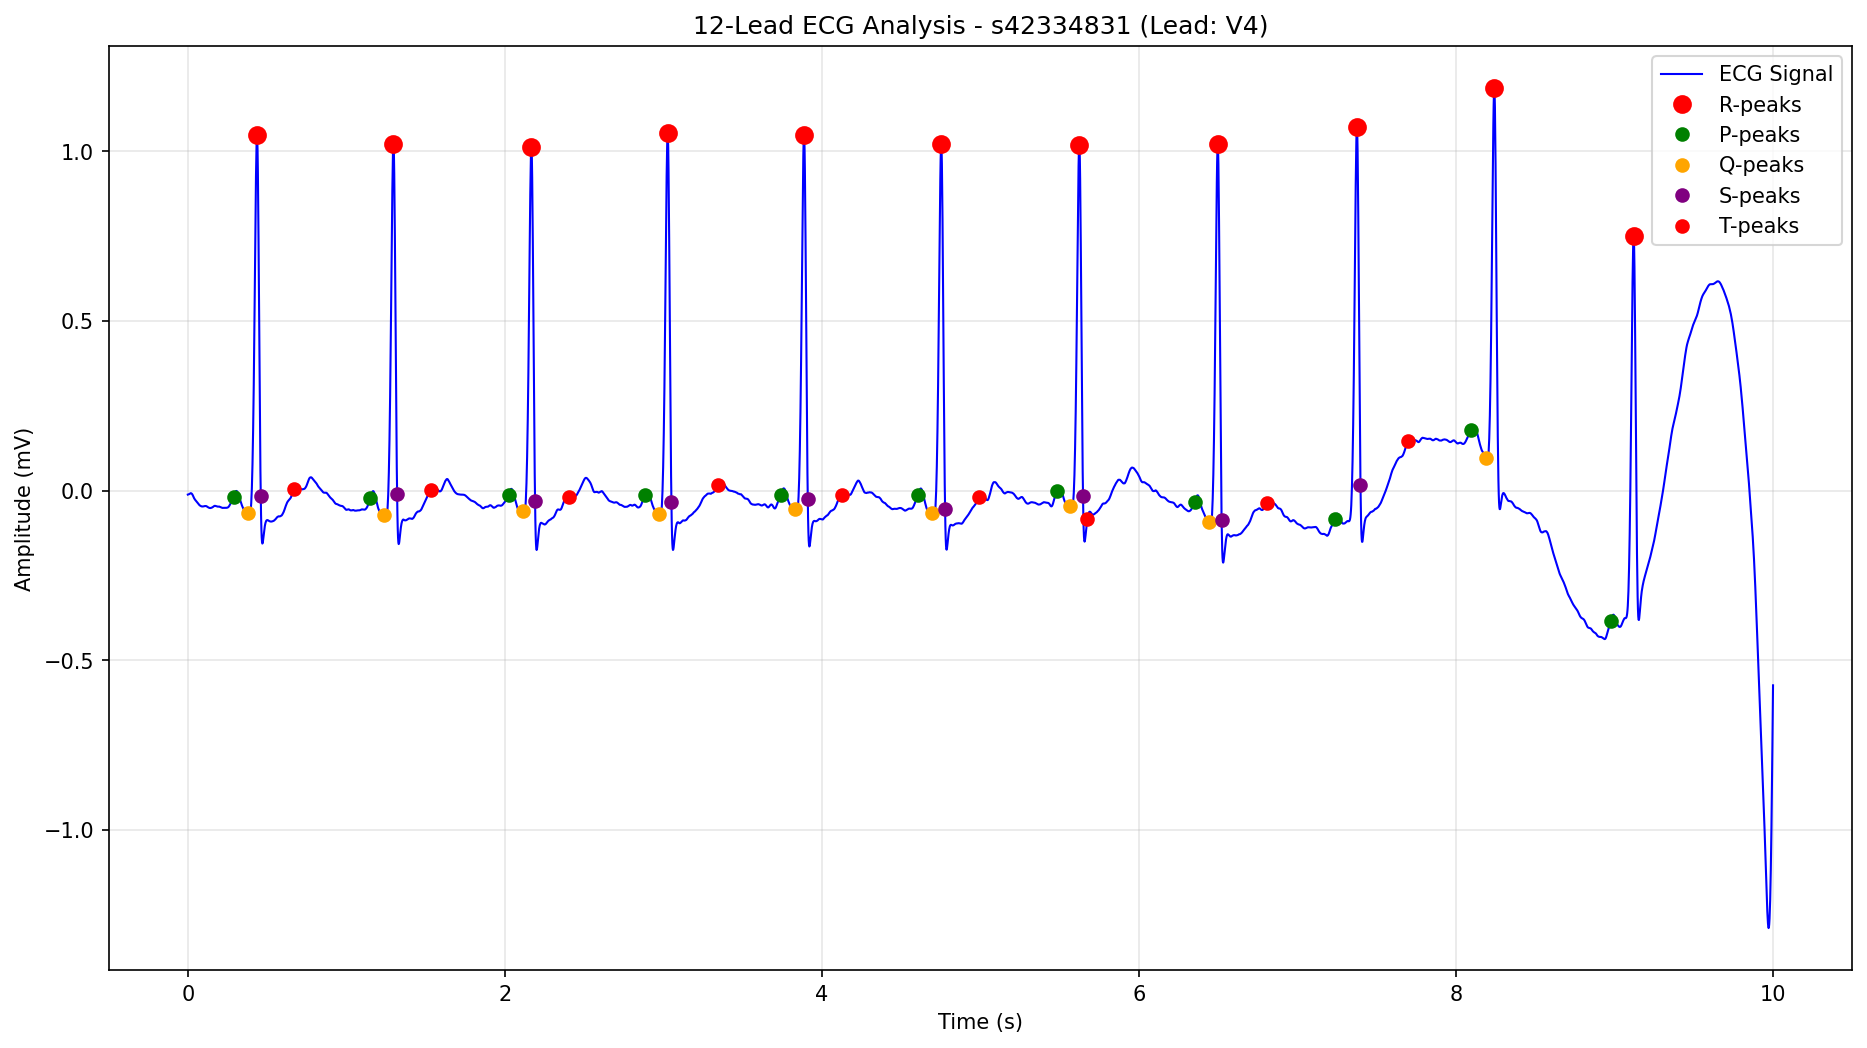 12-Lead ECG Analysis - s42334831 (Lead: V4)
ECG Signal
R-peaks
P-peaks
Q-peaks
S-peaks
T-peaks
Amplitude (mV)
1.0
0.5
0.0
−0.5
−1.0
0 2 4 6 8 10
Time (s)